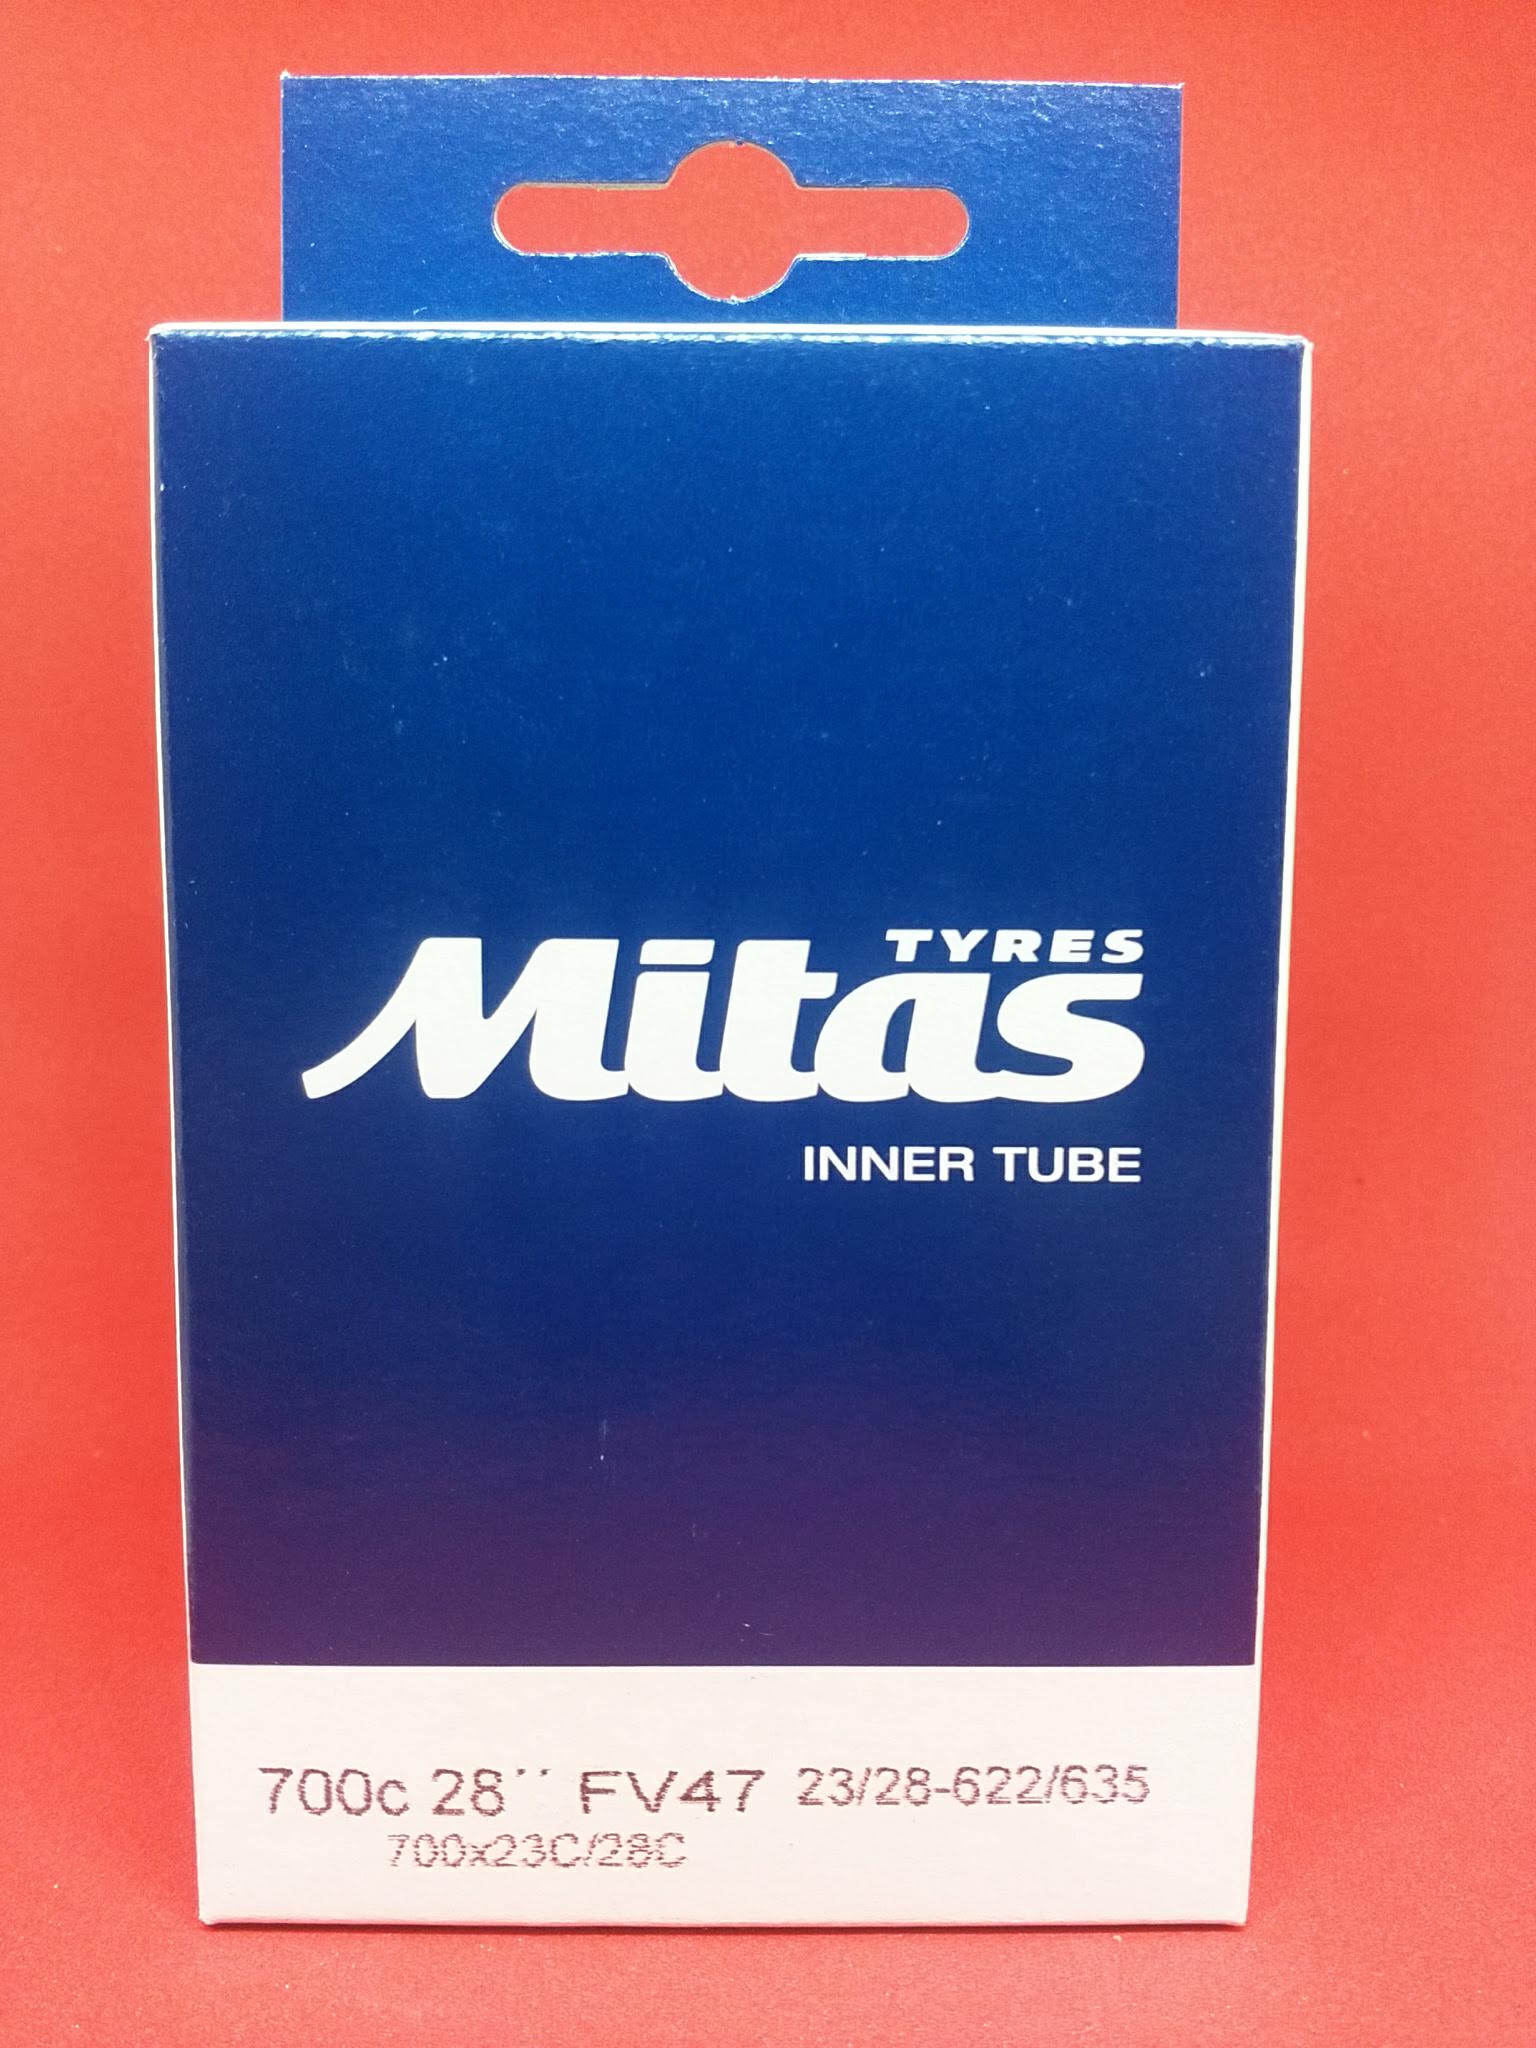 TYRES
Mitas
INNER TUBE
700c 28'' FV47 23/28-622/635
700x23C/28C